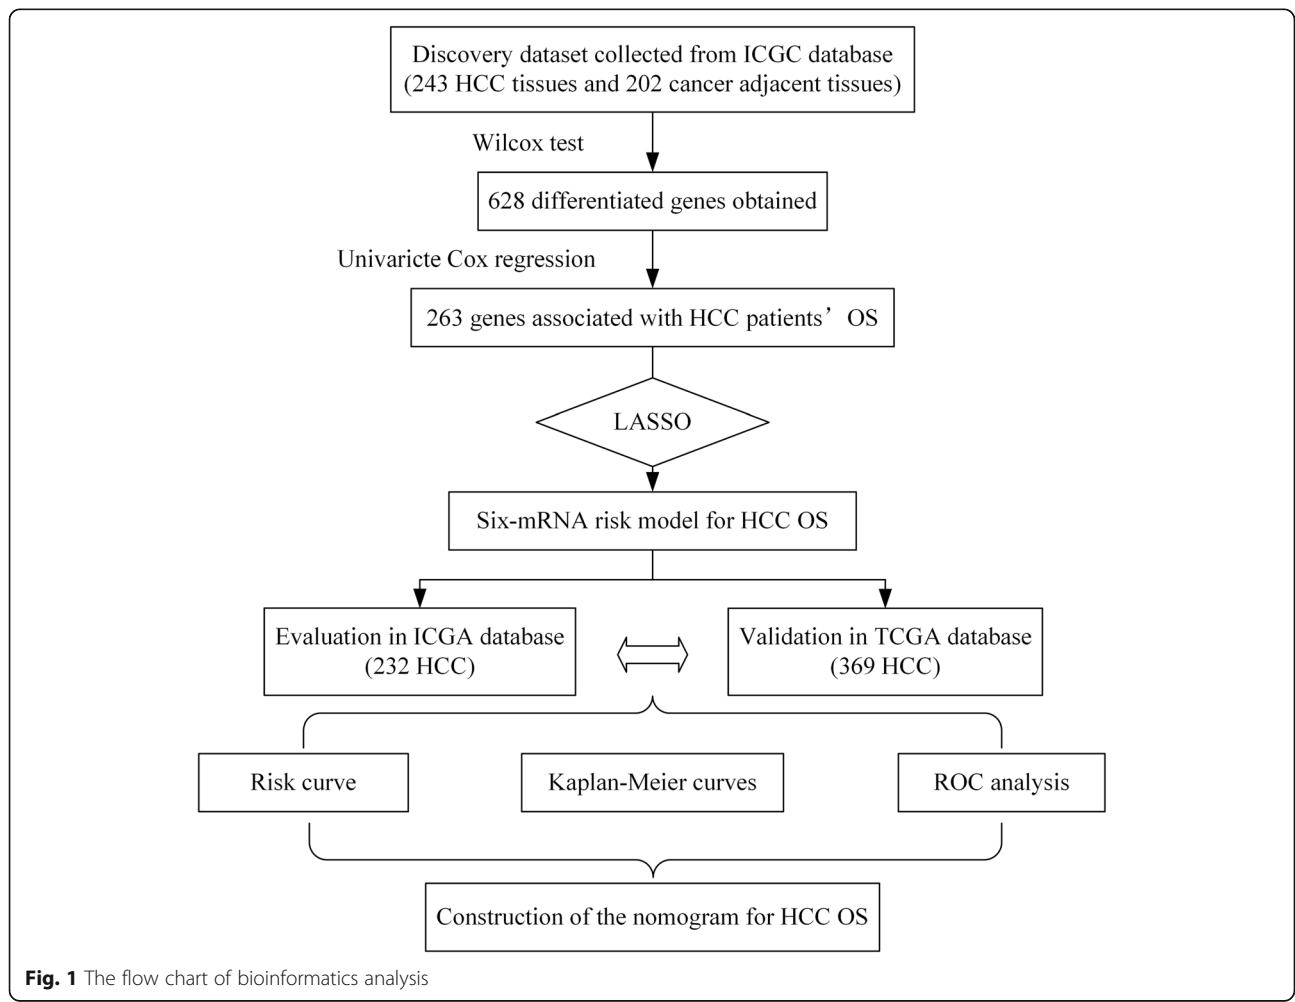 Discovery dataset collected from ICGC database
(243 HCC tissues and 202 cancer adjacent tissues)
Wilcox test
628 differentiated genes obtained
Univaricte Cox regression
263 genes associated with HCC patients’ OS
LASSO
Six-mRNA risk model for HCC OS
Evaluation in ICGA database
(232 HCC)
Validation in TCGA database
(369 HCC)
Risk curve
Kaplan-Meier curves
ROC analysis
Construction of the nomogram for HCC OS
Fig. 1 The flow chart of bioinformatics analysis